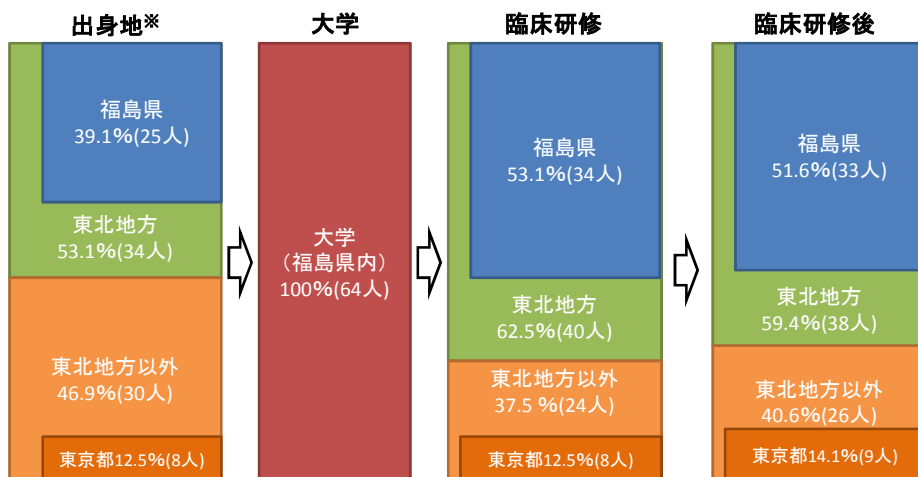 出身地※
大学
臨床研修
臨床研修後
福島県
39.1%(25人)
東北地方
53.1%(34人)
東北地方以外
46.9%(30人)
東京都12.5%(8人)
大学
（福島県内）
100%(64人)
福島県
53.1%(34人)
東北地方
62.5%(40人)
東北地方以外
37.5 %(24人)
東京都12.5%(8人)
福島県
51.6%(33人)
東北地方
59.4%(38人)
東北地方以外
40.6%(26人)
東京都14.1%(9人)